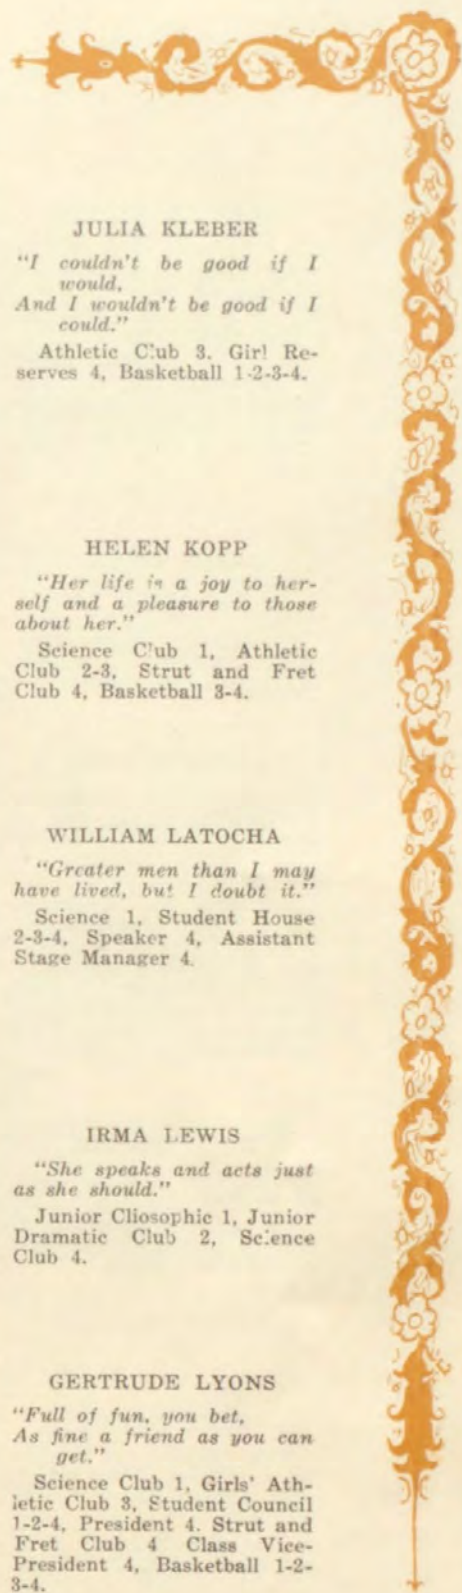 JULIA KLEBER
"I couldn't be good if I
would,
And I wouldn't be good if I
could."
Athletic Club 3, Girl Re-
serves 4, Basketball 1-2-3-4.
HELEN KOPP
"Her life is a joy to her-
self and a pleasure to those
about her."
Science Club 1, Athletic
Club 2-3, Strut and Fret
Club 4, Basketball 3-4.
WILLIAM LATOCHA
"Greater men than I may
have lived, but I doubt it."
Science 1, Student House
2-3-4, Speaker 4, Assistant
Stage Manager 4.
IRMA LEWIS
"She speaks and acts just
as she should."
Junior Cliosophic 1, Junior
Dramatic Club 2, Science
Club 4.
GERTRUDE LYONS
"Full of fun, you bet,
As fine a friend as you can
get."
Science Club 1, Girls' Ath-
letic Club 3, Student Council
1-2-4, President 4. Strut and
Fret Club 4 Class Vice-
President 4, Basketball 1-2-
3-4.